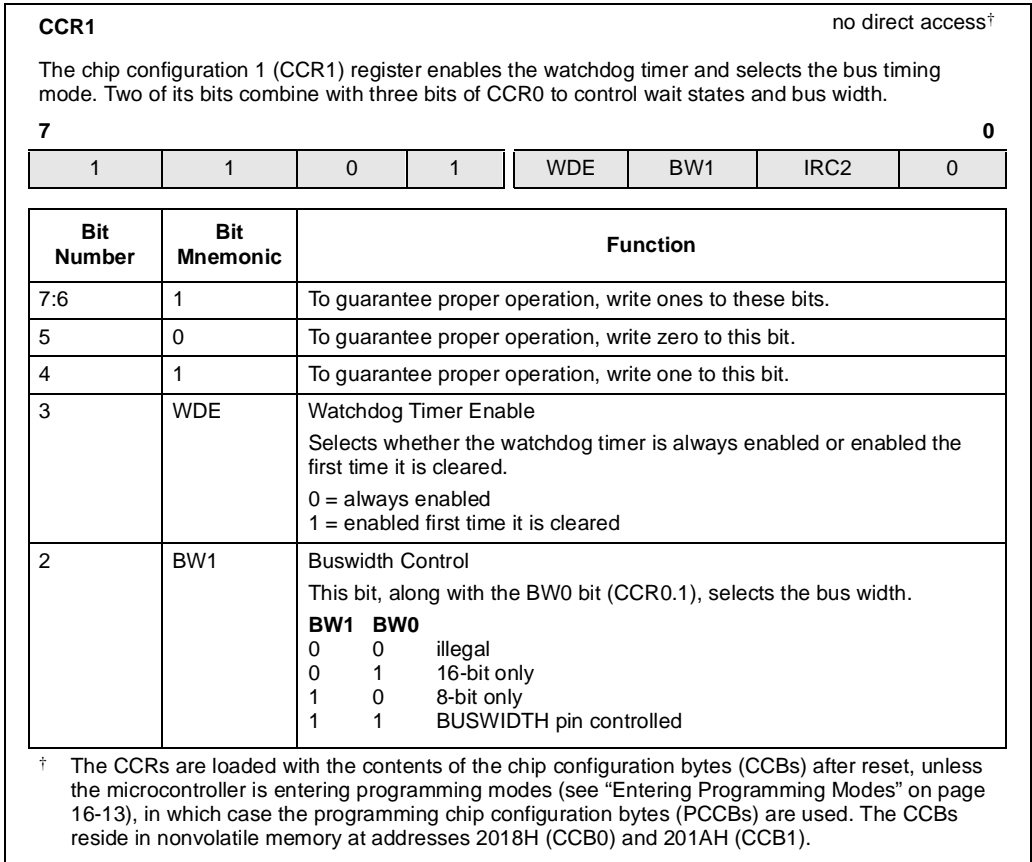 CCR1 no direct access†
The chip configuration 1 (CCR1) register enables the watchdog timer and selects the bus timing
mode. Two of its bits combine with three bits of CCR0 to control wait states and bus width.
7 0
1 1 0 1 WDE BW1 IRC2 0
Bit Number Bit Mnemonic Function
7:6 1 To guarantee proper operation, write ones to these bits.
5 0 To guarantee proper operation, write zero to this bit.
4 1 To guarantee proper operation, write one to this bit.
3 WDE Watchdog Timer Enable
Selects whether the watchdog timer is always enabled or enabled the
first time it is cleared.
0 = always enabled
1 = enabled first time it is cleared
2 BW1 Buswidth Control
This bit, along with the BW0 bit (CCR0.1), selects the bus width.
BW1 BW0
0 0 illegal
0 1 16-bit only
1 0 8-bit only
1 1 BUSWIDTH pin controlled
† The CCRs are loaded with the contents of the chip configuration bytes (CCBs) after reset, unless
the microcontroller is entering programming modes (see “Entering Programming Modes” on page
16-13), in which case the programming chip configuration bytes (PCCBs) are used. The CCBs
reside in nonvolatile memory at addresses 2018H (CCB0) and 201AH (CCB1).